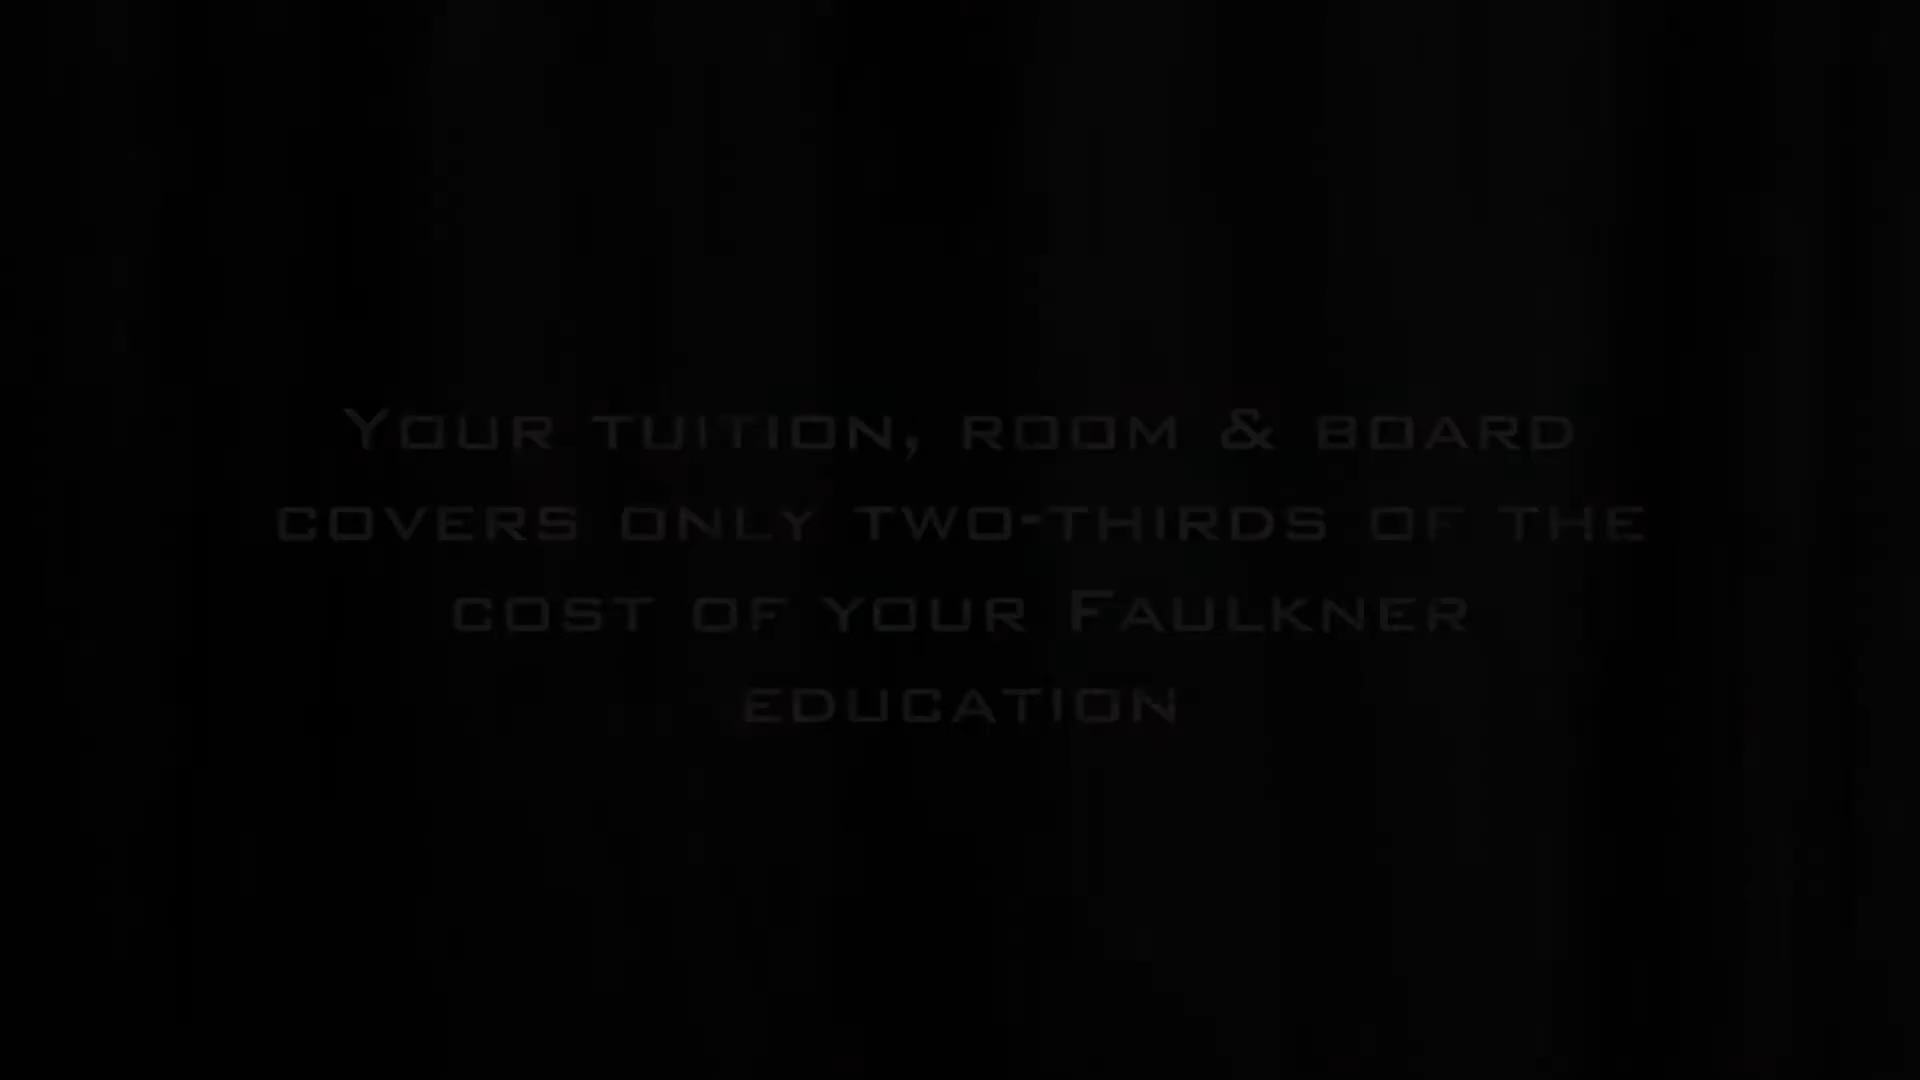 Your tuition, room & board
covers only two-thirds of the
cost of your Faulkner
education